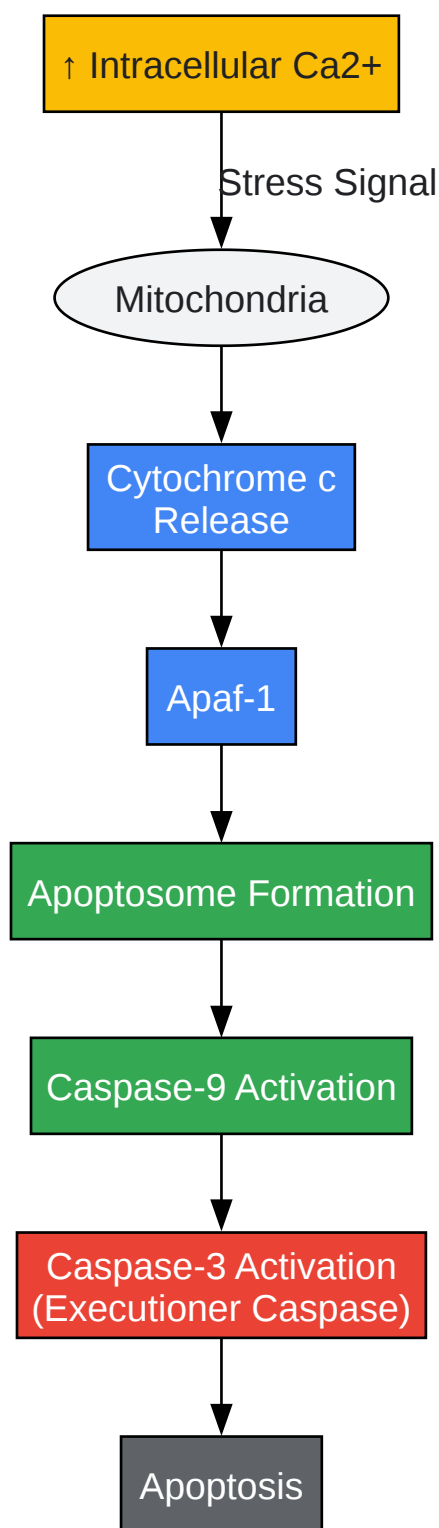 ↑ Intracellular Ca2+
Stress Signal
Mitochondria
Cytochrome c
Release
Apaf-1
Apoptosome Formation
Caspase-9 Activation
Caspase-3 Activation
(Executioner Caspase)
Apoptosis